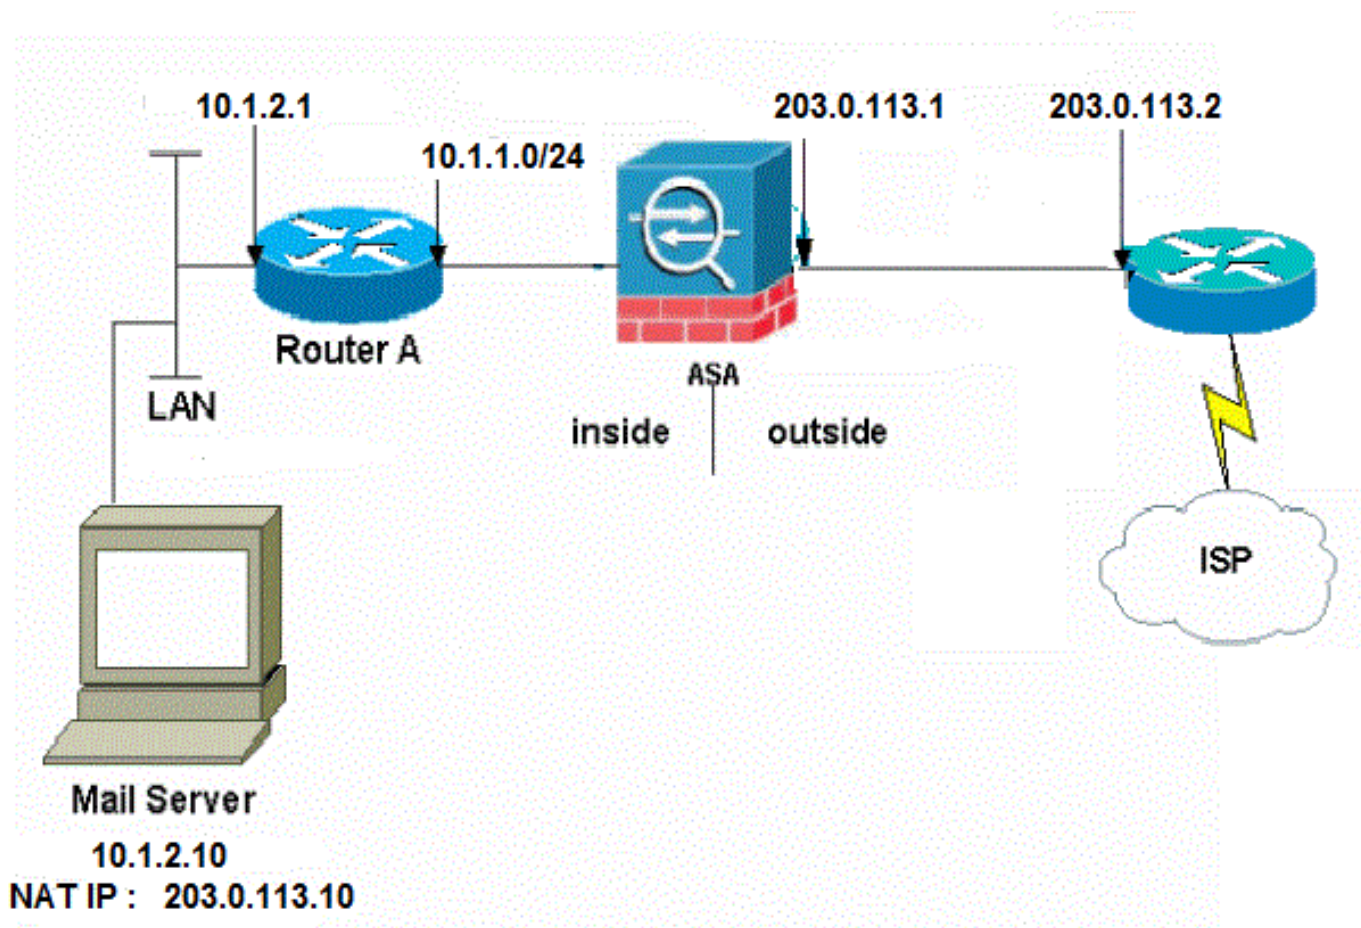 10.1.2.1
203.0.113.1
203.0.113.2
10.1.1.0/24
Router A
ASA
LAN
inside
outside
ISP
Mail Server
10.1.2.10
NAT IP : 203.0.113.10